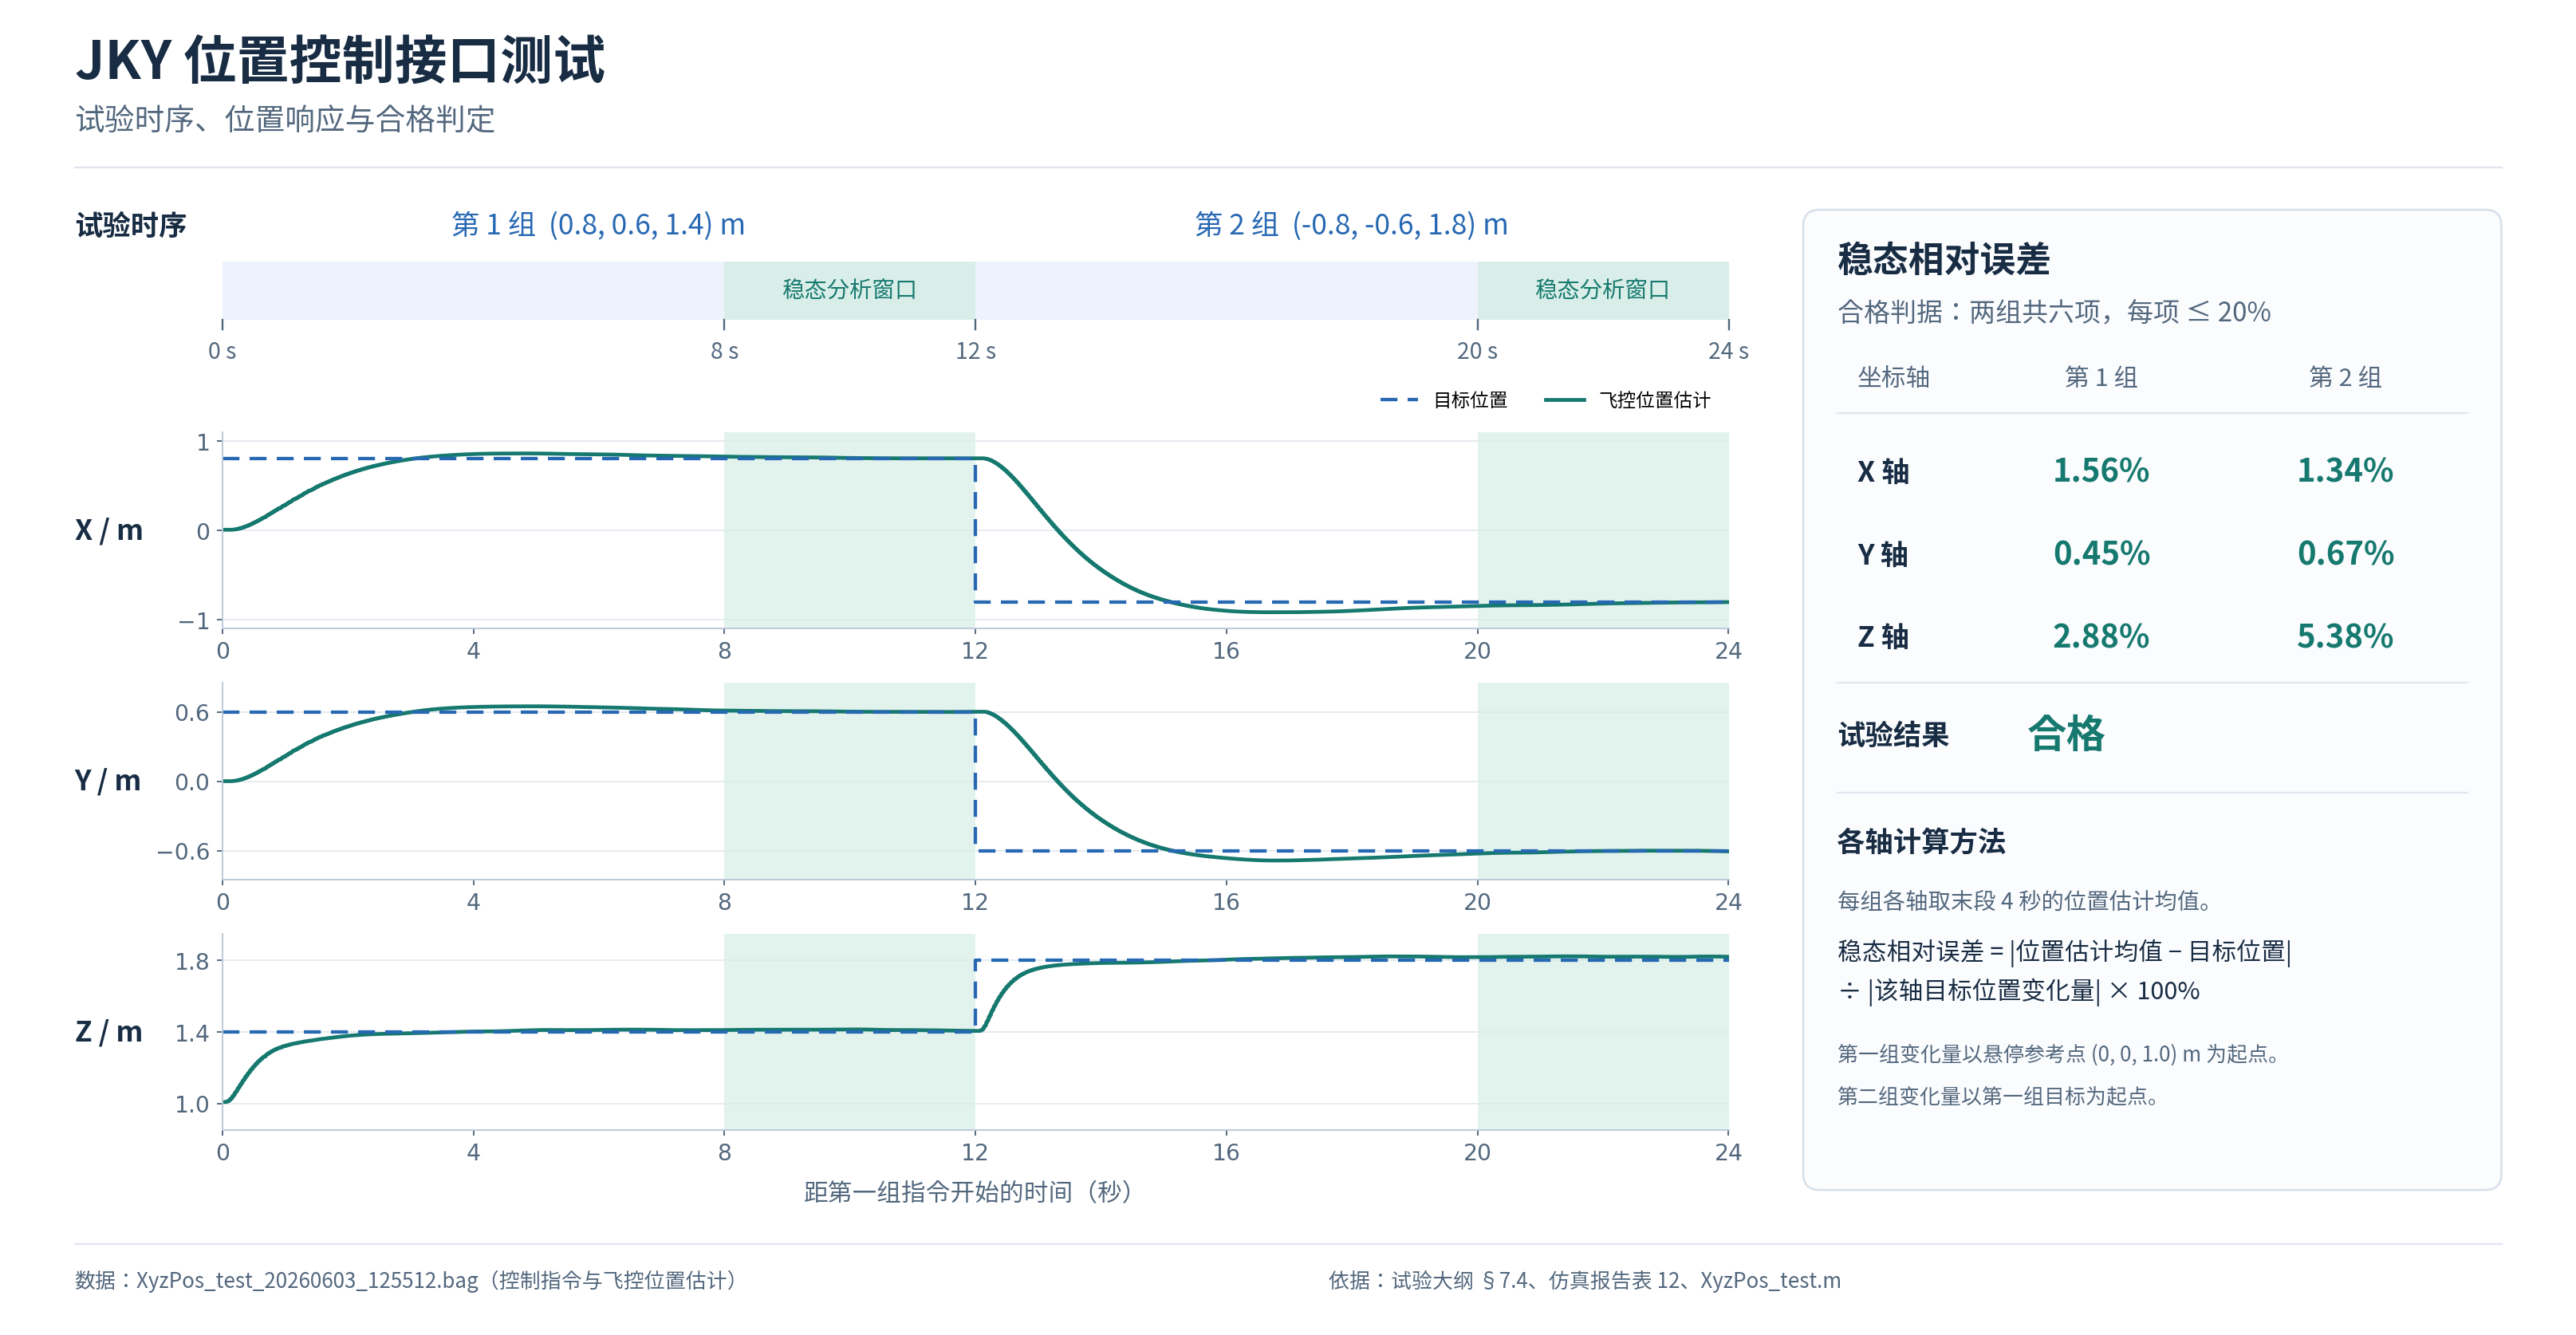 JKY 位置控制接口测试
试验时序、位置响应与合格判定
试验时序
第 1 组 (0.8, 0.6, 1.4) m
第 2 组 (-0.8, -0.6, 1.8) m
稳态分析窗口
稳态分析窗口
0 s
8 s
12 s
20 s
24 s
目标位置
飞控位置估计
X / m
1
0
−1
0
4
8
12
16
20
24
Y / m
0.6
0.0
−0.6
0
4
8
12
16
20
24
Z / m
1.8
1.4
1.0
0
4
8
12
16
20
24
距第一组指令开始的时间（秒）
稳态相对误差
合格判据：两组共六项，每项 ≤ 20%
坐标轴 第 1 组 第 2 组
X 轴 1.56% 1.34%
Y 轴 0.45% 0.67%
Z 轴 2.88% 5.38%
试验结果 合格
各轴计算方法
每组各轴取末段 4 秒的位置估计均值。
稳态相对误差 = |位置估计均值 − 目标位置|
÷ |该轴目标位置变化量| × 100%
第一组变化量以悬停参考点 (0, 0, 1.0) m 为起点。
第二组变化量以第一组目标为起点。
数据：XyzPos_test_20260603_125512.bag（控制指令与飞控位置估计）
依据：试验大纲 §7.4、仿真报告表 12、XyzPos_test.m